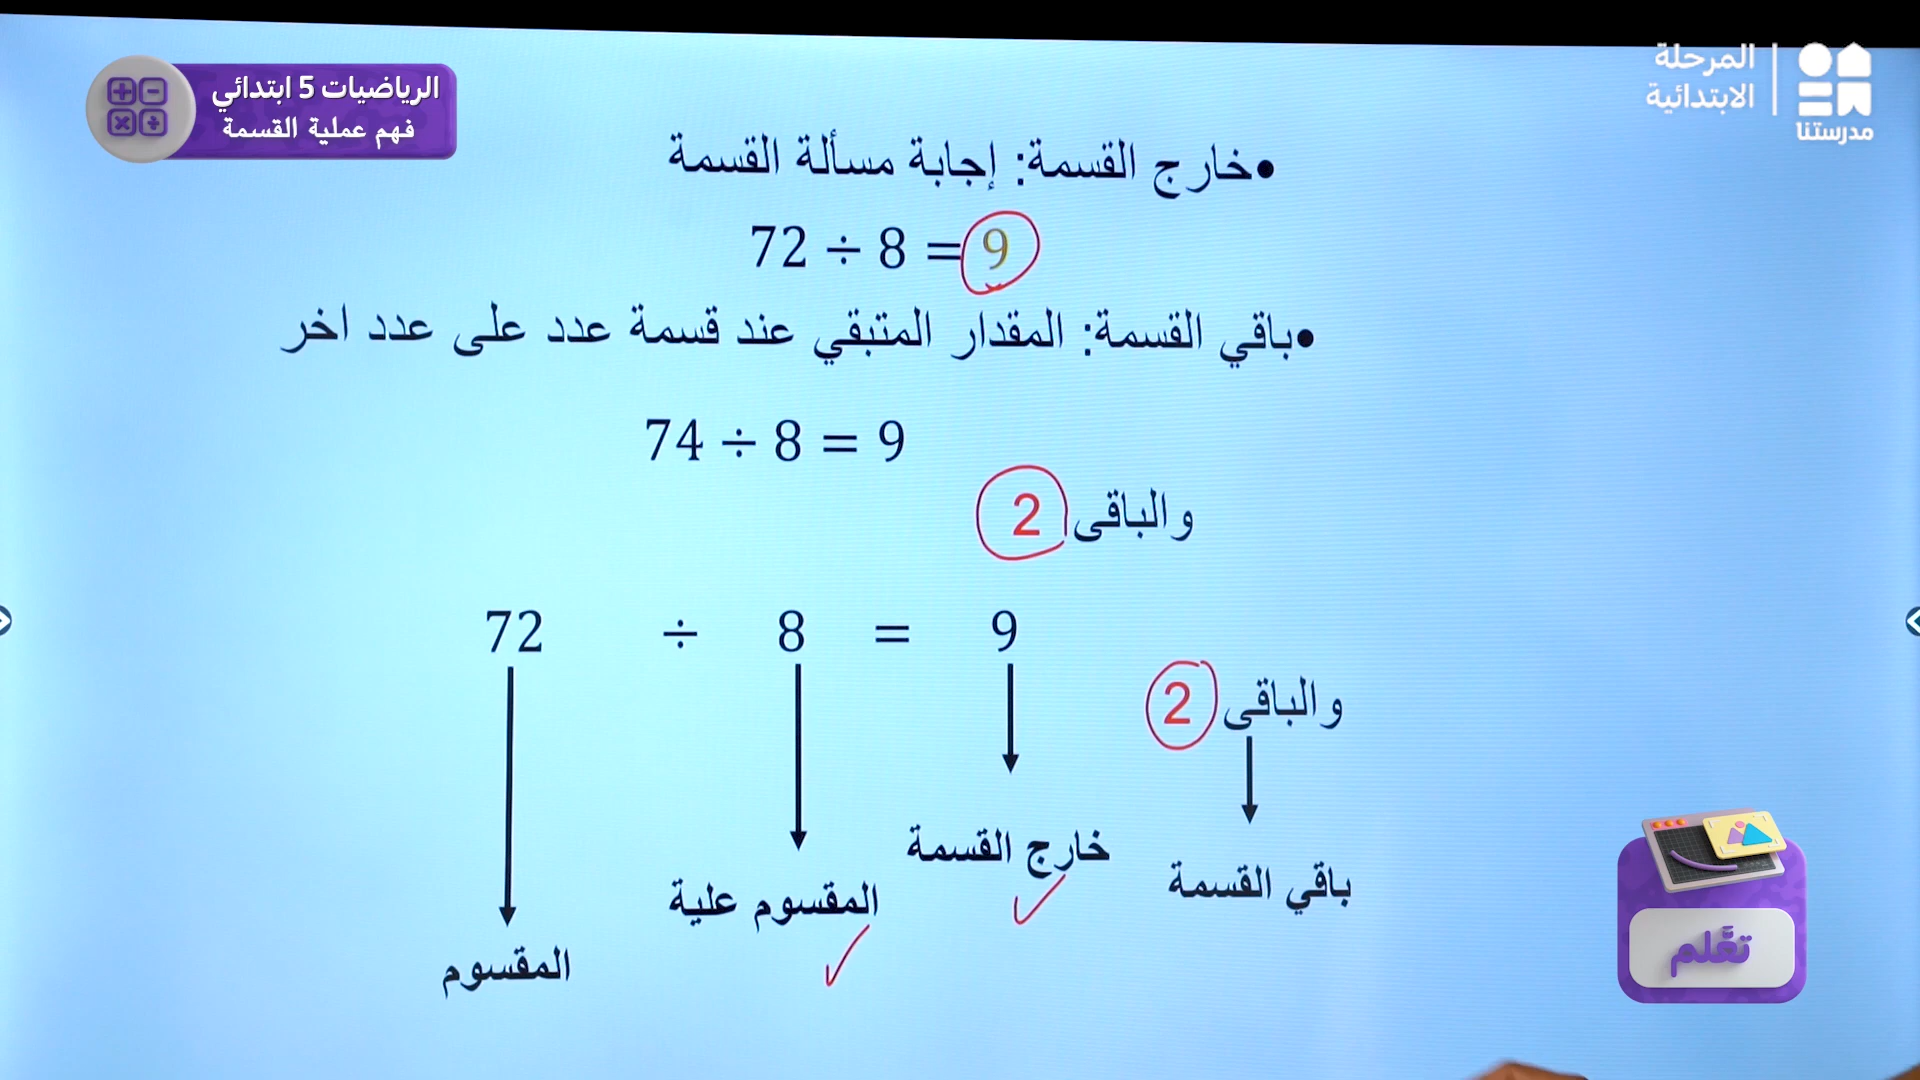 الرياضيات 5 ابتدائي
فهم عملية القسمة
المرحلة
الابتدائية
مدرستنا
•خارج القسمة: إجابة مسألة القسمة
72 ÷ 8 = 9
•باقي القسمة: المقدار المتبقي عند قسمة عدد على عدد اخر
74 ÷ 8 = 9
والباقى 2
72 ÷ 8 = 9
والباقى 2
خارج القسمة
باقي القسمة
المقسوم علية
المقسوم
تعَّلم